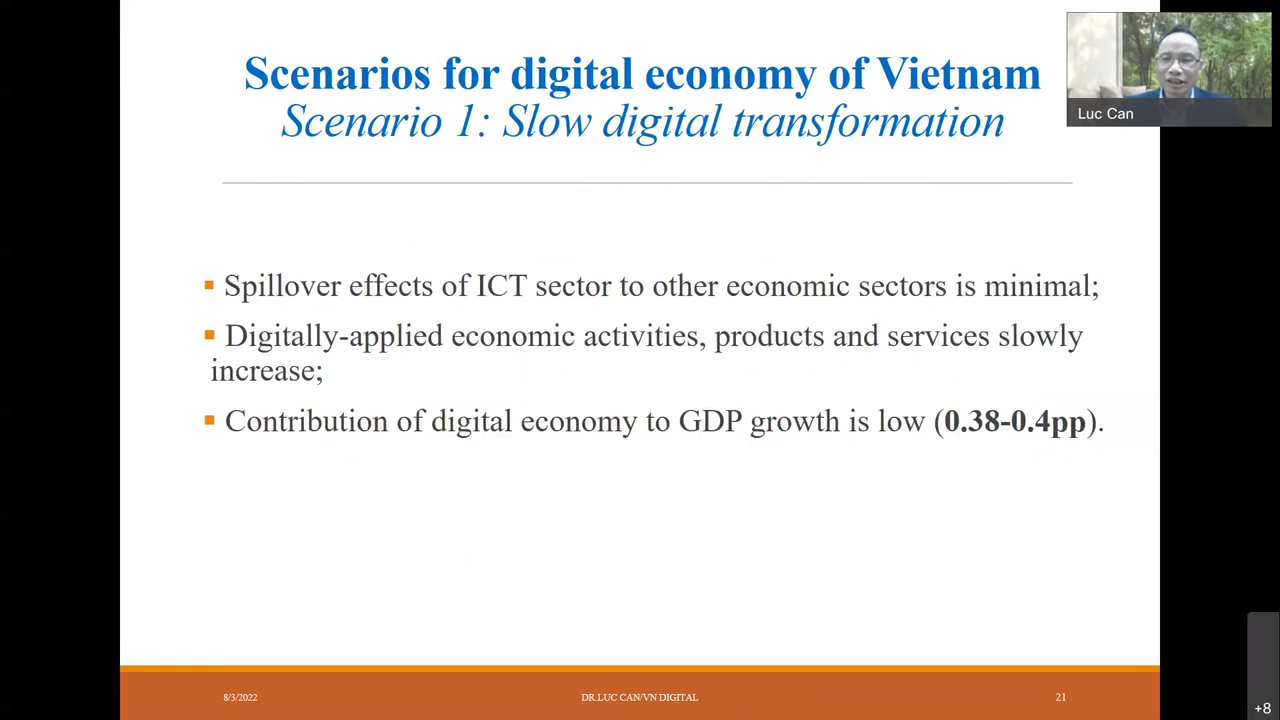 Scenarios for digital economy of Vietnam
Scenario 1: Slow digital transformation
Luc Can
Spillover effects of ICT sector to other economic sectors is minimal;
Digitally-applied economic activities, products and services slowly
increase;
Contribution of digital economy to GDP growth is low (0.38-0.4pp).
8/3/2022
DR.LUC CAN/VN DIGITAL
21
+8